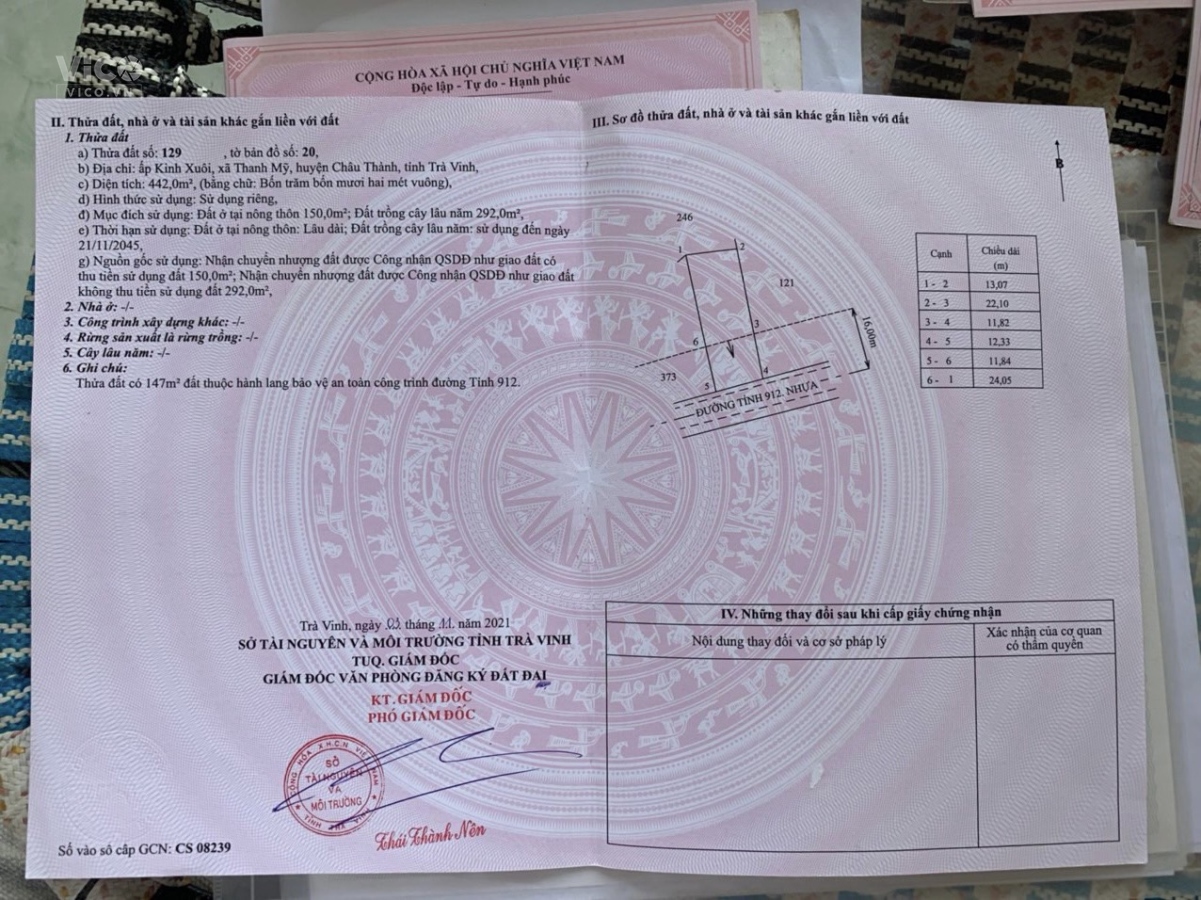 VICO
VICO.VN
CỘNG HÒA XÃ HỘI CHỦ NGHĨA VIỆT NAM
Độc lập - Tự do - Hạnh phúc
II. Thửa đất, nhà ở và tài sản khác gắn liền với đất
1. Thửa đất
a) Thửa đất số: 129 , tờ bản đồ số: 20,
b) Địa chỉ: ấp Kinh Xuôi, xã Thanh Mỹ, huyện Châu Thành, tỉnh Trà Vinh,
c) Diện tích: 442,0m², (bằng chữ: Bốn trăm bốn mươi hai mét vuông),
d) Hình thức sử dụng: Sử dụng riêng,
đ) Mục đích sử dụng: Đất ở tại nông thôn 150,0m²; Đất trồng cây lâu năm 292,0m²,
e) Thời hạn sử dụng: Đất ở tại nông thôn: Lâu dài; Đất trồng cây lâu năm: sử dụng đến ngày
21/11/2045,
g) Nguồn gốc sử dụng: Nhận chuyển nhượng đất được Công nhận QSDĐ như giao đất có
thu tiền sử dụng đất 150,0m²; Nhận chuyển nhượng đất được Công nhận QSDĐ như giao đất
không thu tiền sử dụng đất 292,0m²,
2. Nhà ở: -/-
3. Công trình xây dựng khác: -/-
4. Rừng sản xuất là rừng trồng: -/-
5. Cây lâu năm: -/-
6. Ghi chú:
Thửa đất có 147m² đất thuộc hành lang bảo vệ an toàn công trình đường Tỉnh 912.
Trà Vinh, ngày 03 tháng 11 năm 2021
SỞ TÀI NGUYÊN VÀ MÔI TRƯỜNG TỈNH TRÀ VINH
TUQ. GIÁM ĐỐC
GIÁM ĐỐC VĂN PHÒNG ĐĂNG KÝ ĐẤT ĐAI
KT. GIÁM ĐỐC
PHÓ GIÁM ĐỐC
CỘNG HÒA X.H.C.N VIỆT NAM
SỞ
TÀI NGUYÊN
VÀ
MÔI TRƯỜNG
TỈNH TRÀ VINH
Thái Thành Nên
Số vào sổ cấp GCN: CS 08239
III. Sơ đồ thửa đất, nhà ở và tài sản khác gắn liền với đất
B
246
1
2
121
3
6
16,00m
373
4
5
ĐƯỜNG TỈNH 912. NHỰA
Cạnh Chiều dài
(m)
1 - 2 13,07
2 - 3 22,10
3 - 4 11,82
4 - 5 12,33
5 - 6 11,84
6 - 1 24,05
IV. Những thay đổi sau khi cấp giấy chứng nhận
Nội dung thay đổi và cơ sở pháp lý
Xác nhận của cơ quan
có thẩm quyền